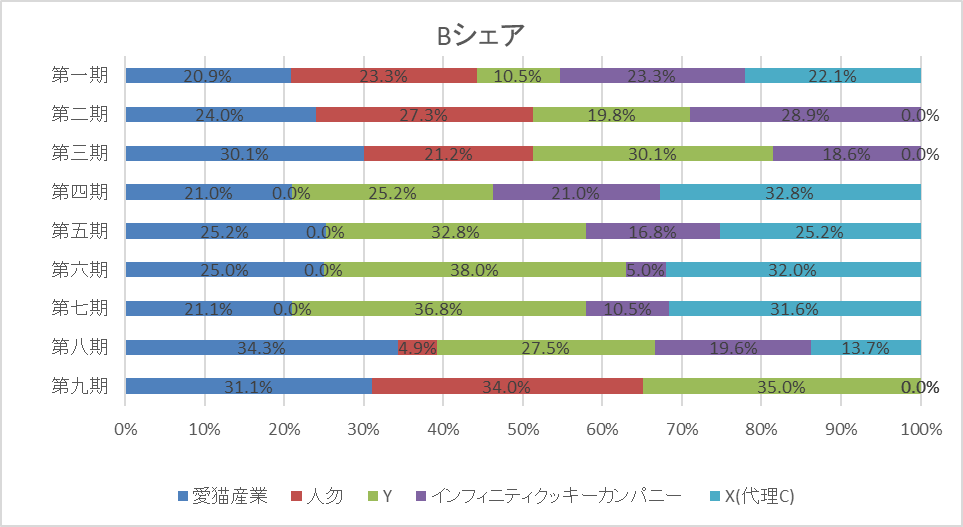 Bシェア
第一期 20.9% 23.3% 10.5% 23.3% 22.1%
第二期 24.0% 27.3% 19.8% 28.9% 0.0%
第三期 30.1% 21.2% 30.1% 18.6% 0.0%
第四期 21.0% 0.0% 25.2% 21.0% 32.8%
第五期 25.2% 0.0% 32.8% 16.8% 25.2%
第六期 25.0% 0.0% 38.0% 5.0% 32.0%
第七期 21.1% 0.0% 36.8% 10.5% 31.6%
第八期 34.3% 4.9% 27.5% 19.6% 13.7%
第九期 31.1% 34.0% 35.0% 0.0%
0% 10% 20% 30% 40% 50% 60% 70% 80% 90% 100%
愛猫産業 人勿 Y インフィニティクッキーカンパニー X(代理C)